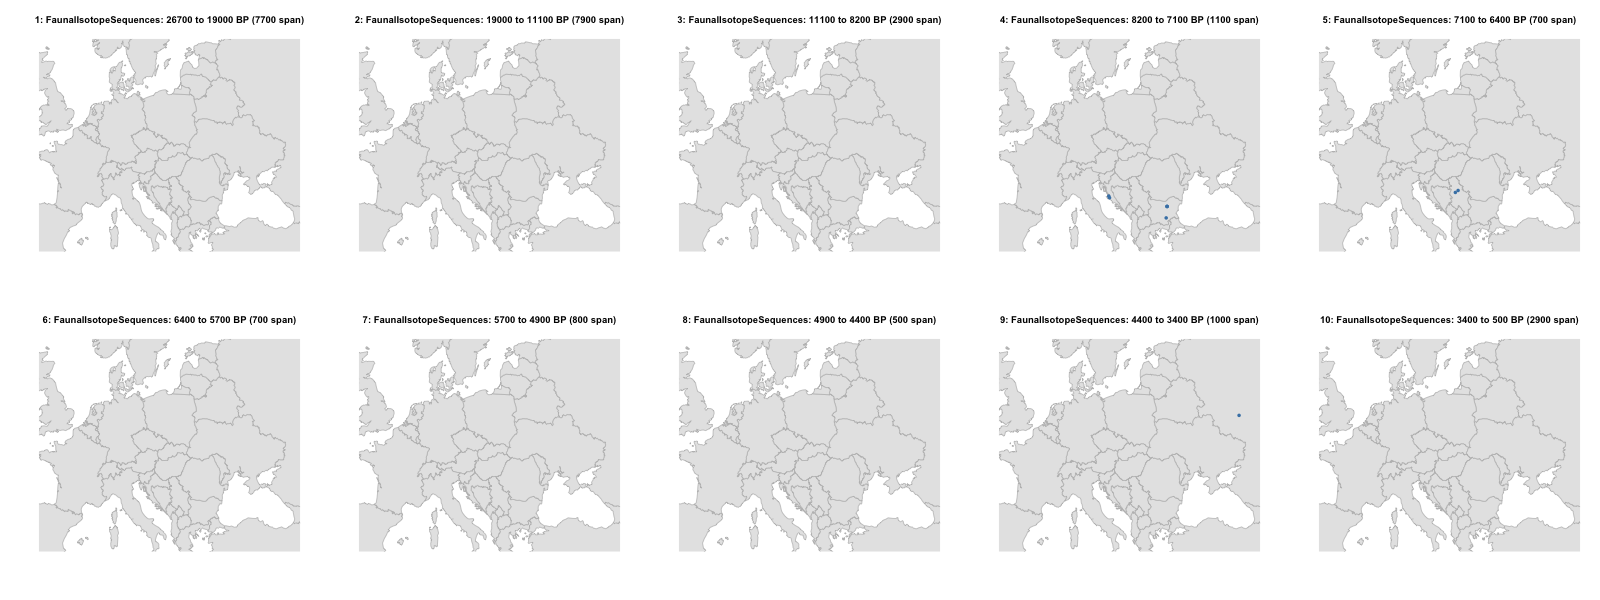 1: FaunalIsotopeSequences: 26700 to 19000 BP (7700 span)
2: FaunalIsotopeSequences: 19000 to 11100 BP (7900 span)
3: FaunalIsotopeSequences: 11100 to 8200 BP (2900 span)
4: FaunalIsotopeSequences: 8200 to 7100 BP (1100 span)
5: FaunalIsotopeSequences: 7100 to 6400 BP (700 span)
6: FaunalIsotopeSequences: 6400 to 5700 BP (700 span)
7: FaunalIsotopeSequences: 5700 to 4900 BP (800 span)
8: FaunalIsotopeSequences: 4900 to 4400 BP (500 span)
9: FaunalIsotopeSequences: 4400 to 3400 BP (1000 span)
10: FaunalIsotopeSequences: 3400 to 500 BP (2900 span)